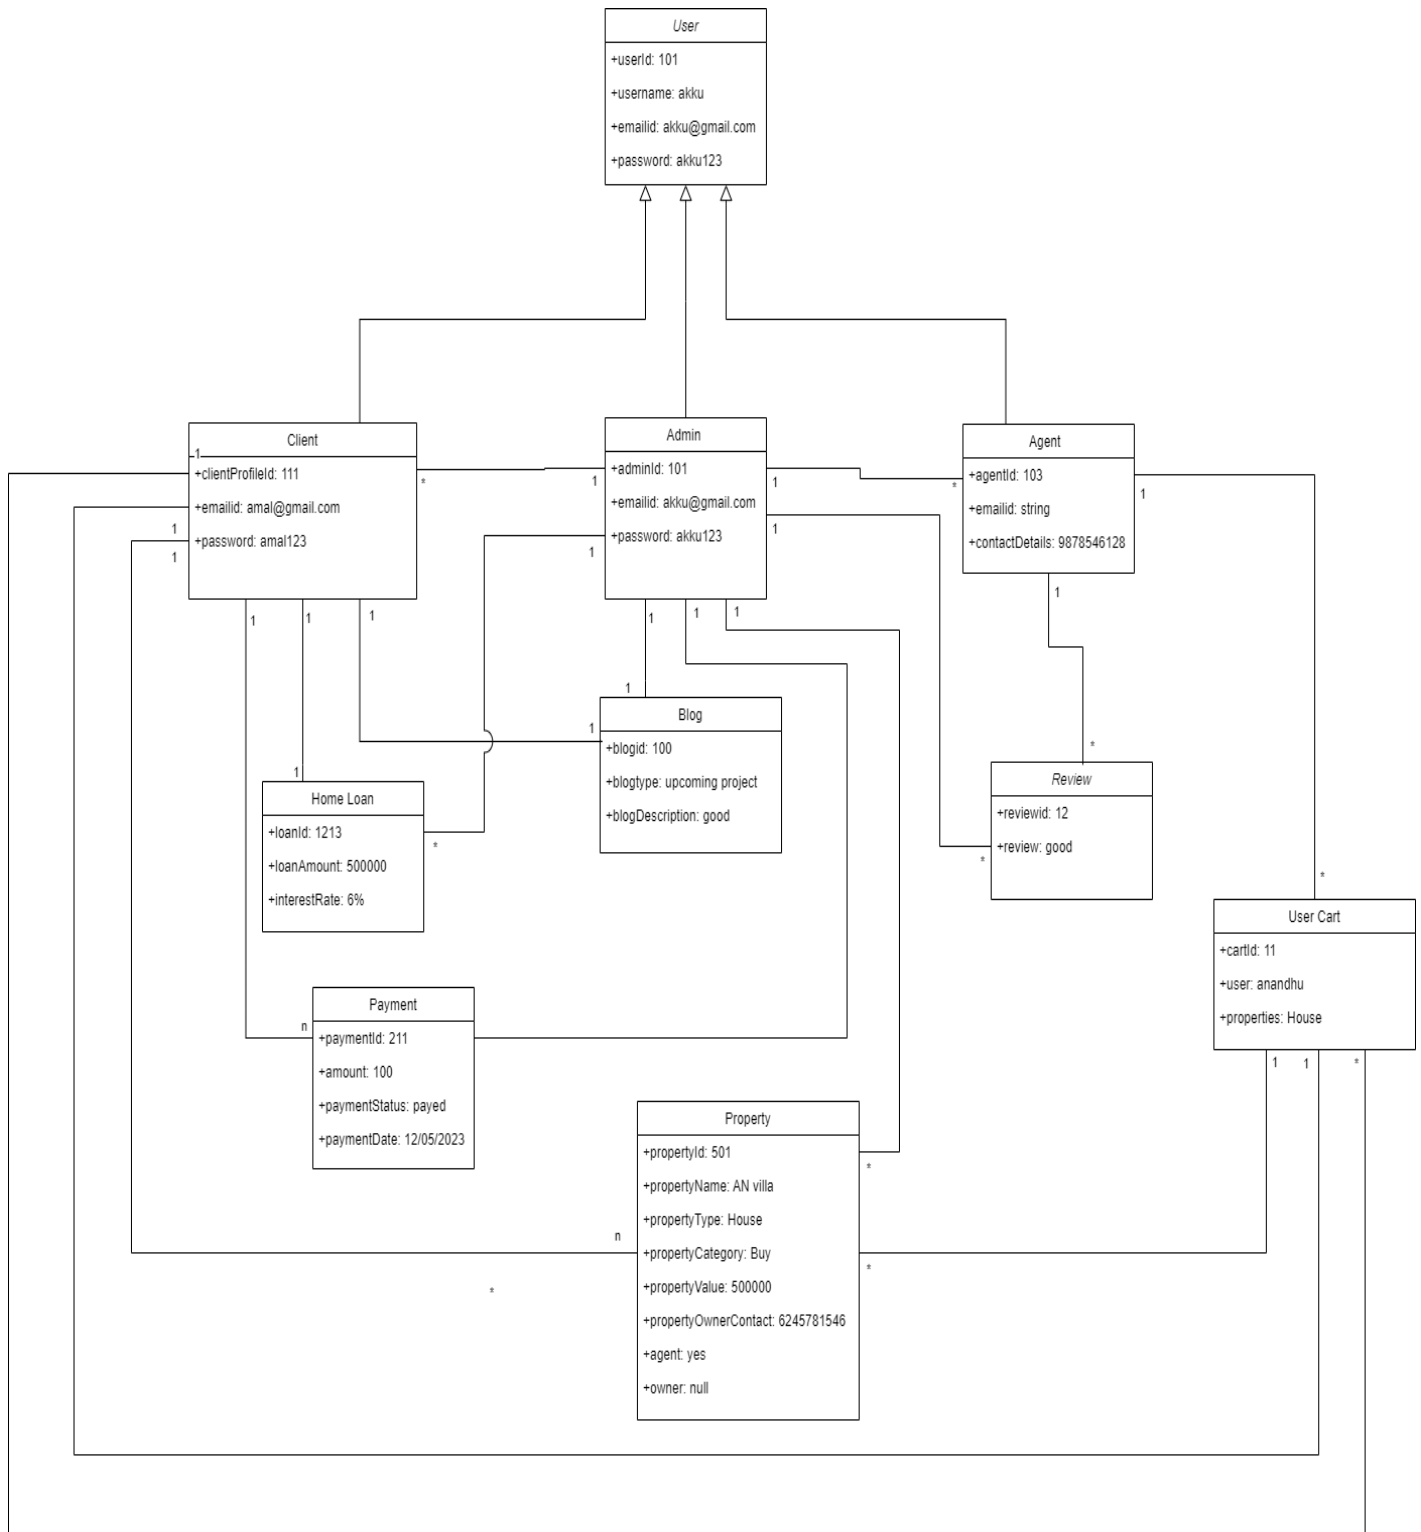 User
+userId: 101
+username: akku
+emailid: akku@gmail.com
+password: akku123
Client
1
+clientProfileId: 111
+emailid: amal@gmail.com
1
+password: amal123
1
*
1
Admin
+adminId: 101
+emailid: akku@gmail.com
+password: akku123
1
1
1
*
Agent
+agentId: 103
+emailid: string
+contactDetails: 9878546128
1
1
1
1
1
1
1
1
1
1
Blog
+blogid: 100
+blogtype: upcoming project
+blogDescription: good
*
Review
+reviewid: 12
+review: good
*
1
Home Loan
+loanId: 1213
+loanAmount: 500000
+interestRate: 6%
*
*
User Cart
+cartId: 11
+user: anandhu
+properties: House
1
1
*
n
Payment
+paymentId: 211
+amount: 100
+paymentStatus: payed
+paymentDate: 12/05/2023
Property
+propertyId: 501
+propertyName: AN villa
+propertyType: House
+propertyCategory: Buy
+propertyValue: 500000
+propertyOwnerContact: 6245781546
+agent: yes
+owner: null
*
n
*
*